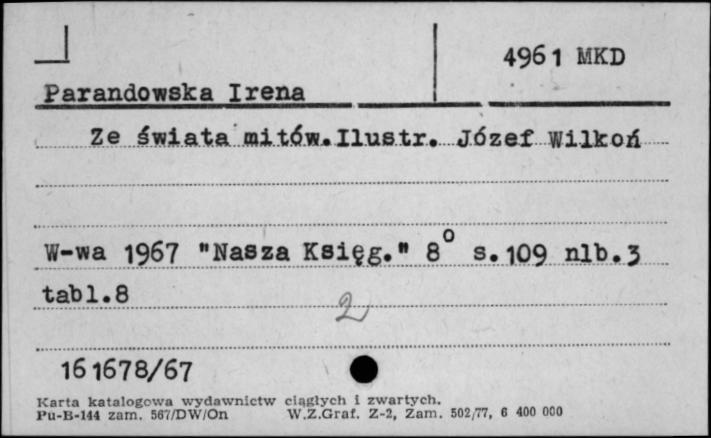 4961 MKD
Parandowska Irena
Ze świata mitów.Ilustr. Józef Wilkoń
W-wa 1967 "Nasza Księg." 8° s.109 nlb.3
tabl.8
2
161678/67
Karta katalogowa wydawnictw ciągłych i zwartych.
Pu-B-144 zam. 567/DW/On W.Z.Graf. Z-2, Zam. 502/77, 6 400 000